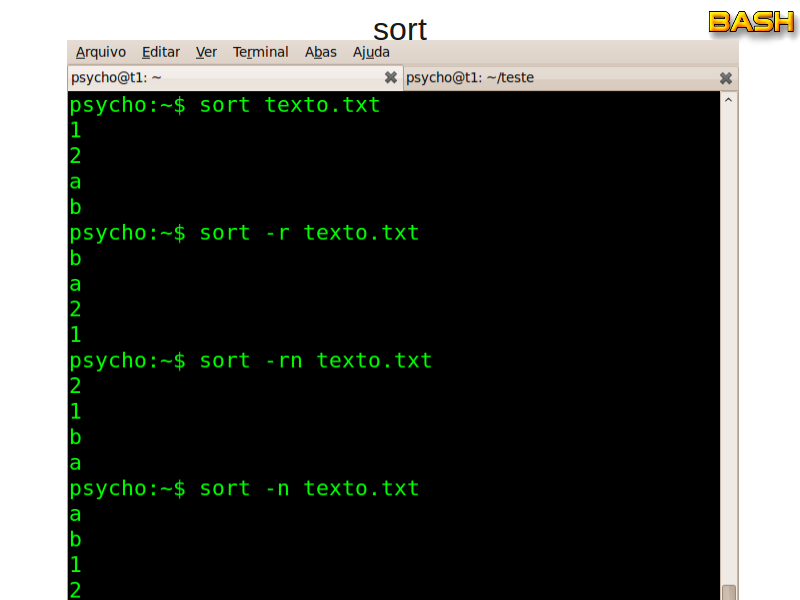 sort
BASH
Arquivo Editar Ver Terminal Abas Ajuda
psycho@t1: ~ psycho@t1: ~/teste
psycho:~$ sort texto.txt
1
2
a
b
psycho:~$ sort -r texto.txt
b
a
2
1
psycho:~$ sort -rn texto.txt
2
1
b
a
psycho:~$ sort -n texto.txt
a
b
1
2